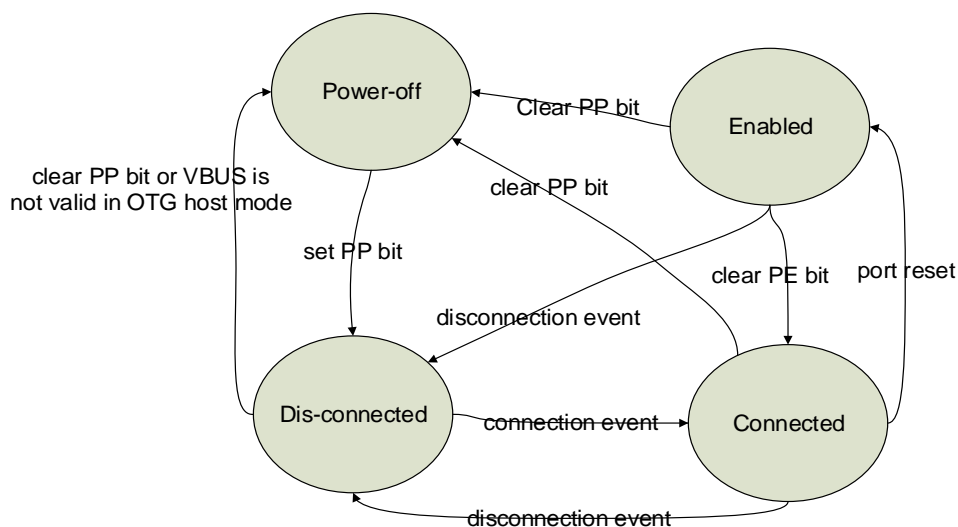 Power-off
Enabled
Clear PP bit
clear PP bit or VBUS is
not valid in OTG host mode
clear PP bit
set PP bit
clear PE bit
port reset
disconnection event
Dis-connected
connection event
Connected
disconnection event